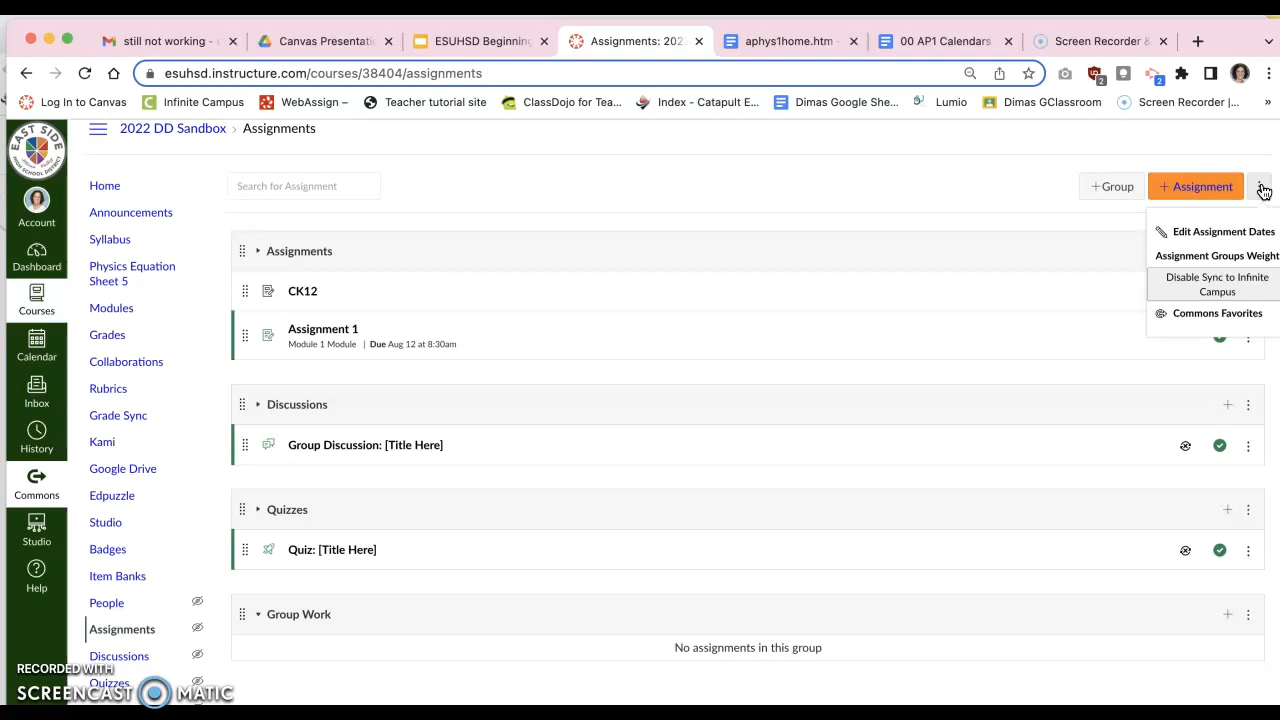 still not working -
Canvas Presentati
ESUHSD Beginning
Assignments: 202
aphys1home.htm -
00 AP1 Calendars
Screen Recorder &
esuhsd.instructure.com/courses/38404/assignments
2
2
Log In to Canvas
Infinite Campus
WebAssign –
Teacher tutorial site
ClassDojo for Tea...
Index - Catapult E...
Dimas Google She...
Lumio
Dimas GClassroom
Screen Recorder |...
»
EAST SIDE
2022 DD Sandbox › Assignments
Account
Dashboard
Courses
Calendar
Inbox
History
Commons
Studio
Help
Home
Announcements
Syllabus
Physics Equation
Sheet 5
Modules
Grades
Collaborations
Rubrics
Grade Sync
Kami
Google Drive
Edpuzzle
Studio
Badges
Item Banks
People
Assignments
Discussions
Quizzes
Search for Assignment
+Group
+ Assignment
Edit Assignment Dates
Assignment Groups Weight
Disable Sync to Infinite
Campus
Commons Favorites
Assignments
CK12
Assignment 1
Module 1 Module | Due Aug 12 at 8:30am
Discussions
Group Discussion: [Title Here]
Quizzes
Quiz: [Title Here]
Group Work
No assignments in this group
RECORDED WITH
SCREENCAST MATIC